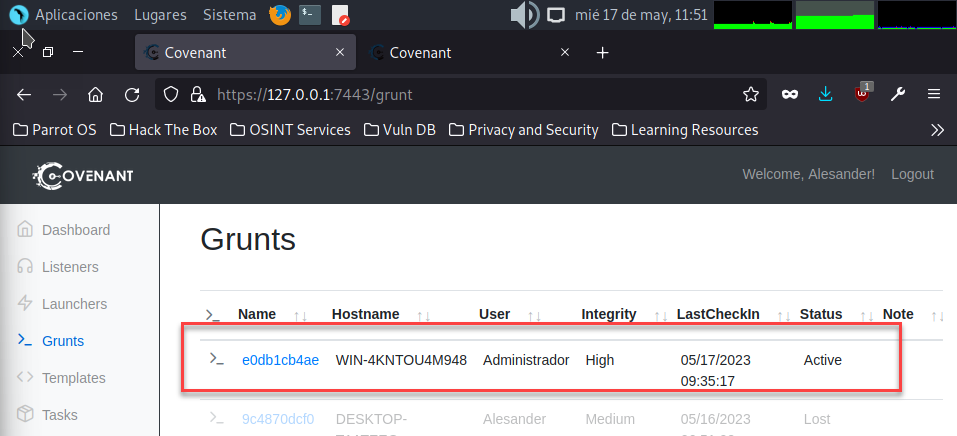 Aplicaciones Lugares Sistema mié 17 de may, 11:51
Covenant Covenant
https://127.0.0.1:7443/grunt 1
Parrot OS Hack The Box OSINT Services Vuln DB Privacy and Security Learning Resources
COVENANT Welcome, Alesander! Logout
Dashboard
Listeners
Launchers
Grunts
Templates
Tasks
Grunts
Name Hostname User Integrity LastCheckIn Status Note
e0db1cb4ae WIN-4KNTOU4M948 Administrador High 05/17/2023 Active
09:35:17
9c4870dcf0 DESKTOP- Alesander Medium 05/16/2023 Lost